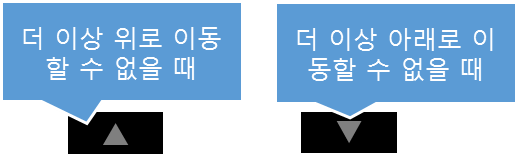 더 이상 위로 이동
할 수 없을 때
더 이상 아래로 이
동할 수 없을 때